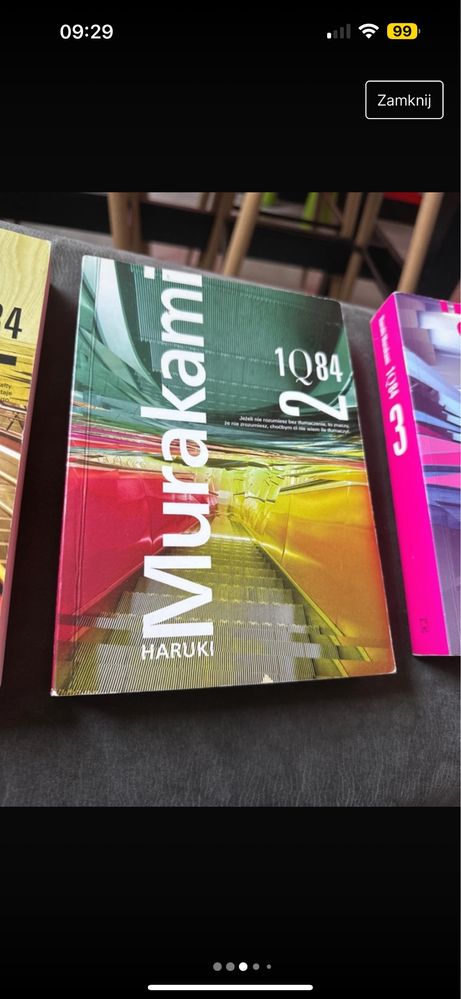 09:29
99
Zamknij
84
Murakami
HARUKI
1Q84
2
Jeżeli nie rozumiesz bez tłumaczenia, to znaczy,
że nie zrozumiesz, choćbym ci nie wiem ile tłumaczył.
1Q84
3